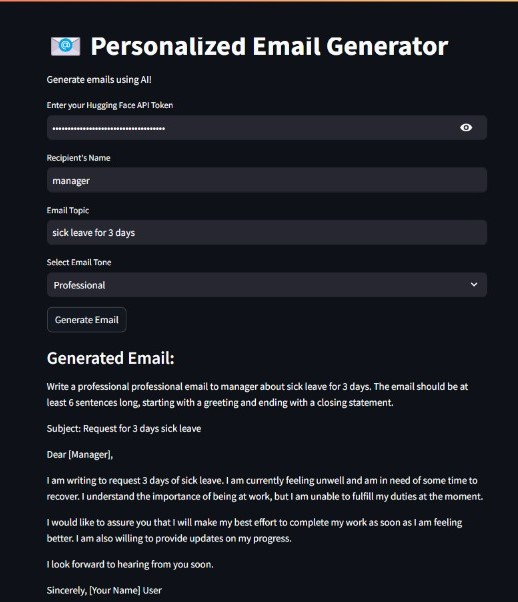 Personalized Email Generator
Generate emails using AI!
Enter your Hugging Face API Token
Recipient's Name
manager
Email Topic
sick leave for 3 days
Select Email Tone
Professional
Generate Email
Generated Email:
Write a professional professional email to manager about sick leave for 3 days. The email should be at
least 6 sentences long, starting with a greeting and ending with a closing statement.
Subject: Request for 3 days sick leave
Dear [Manager],
I am writing to request 3 days of sick leave. I am currently feeling unwell and am in need of some time to
recover. I understand the importance of being at work, but I am unable to fulfill my duties at the moment.
I would like to assure you that I will make my best effort to complete my work as soon as I am feeling
better. I am also willing to provide updates on my progress.
I look forward to hearing from you soon.
Sincerely, [Your Name] User